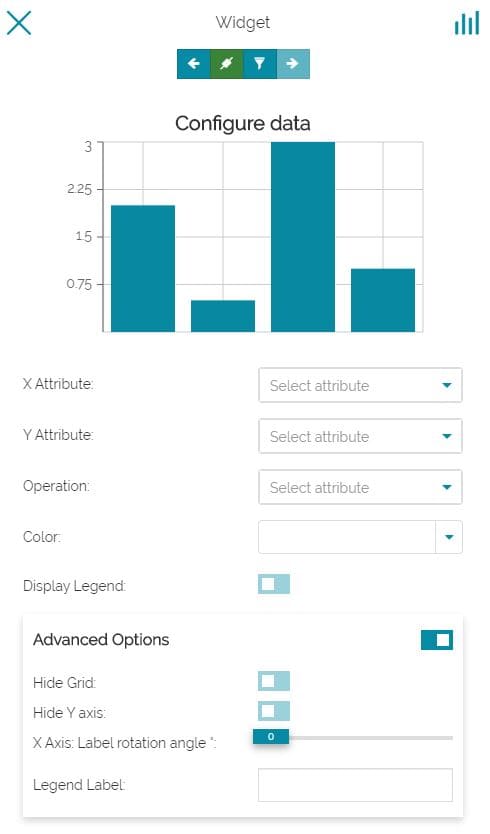 Widget
Configure data
3
2.25
1.5
0.75
X Attribute:
Select attribute
Y Attribute:
Select attribute
Operation:
Select attribute
Color:
Display Legend:
Advanced Options
Hide Grid:
Hide Y axis:
X Axis: Label rotation angle °:
0
Legend Label: